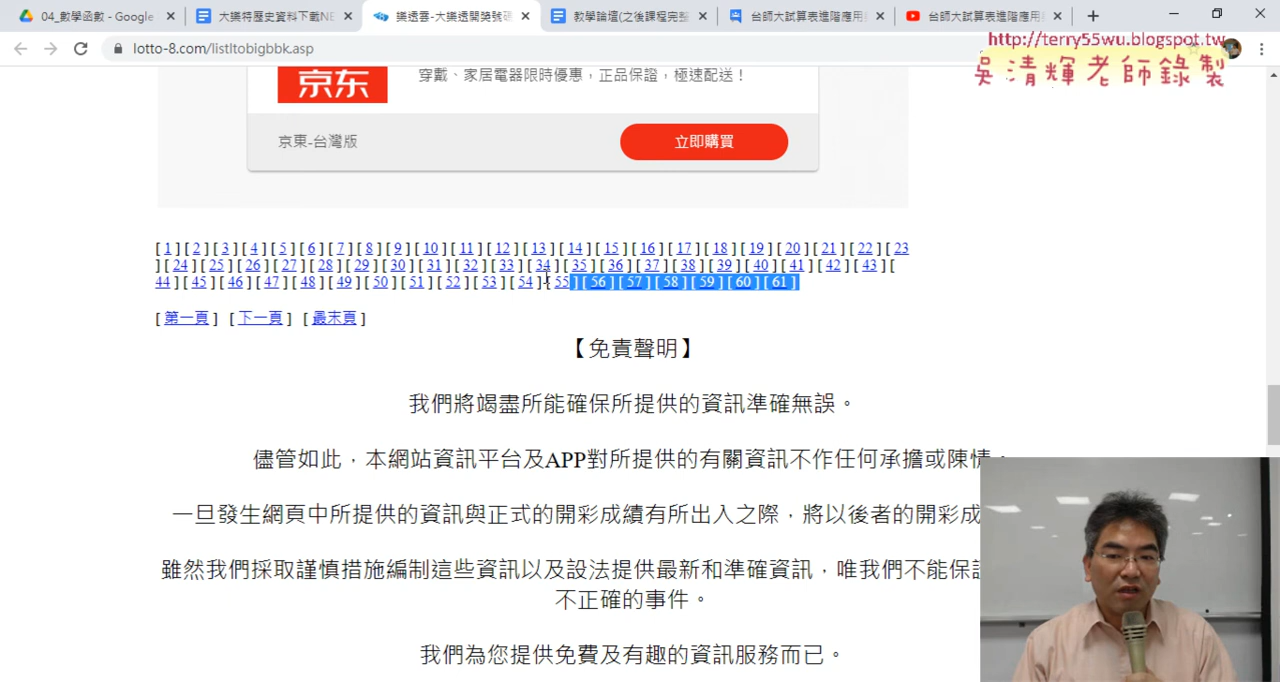 04_數學函數 - Google
大樂特歷史資料下載NE
樂透雲-大樂透開獎號碼
教學論壇(之後課程完整
台師大試算表進階應用
台師大試算表進階應用
lotto-8.com/listltobigbbk.asp
http://terry55wu.blogspot.tw
吳清輝老師錄製
京东
穿戴、家居電器限時優惠，正品保證，極速配送！
京東-台灣版
立即購買
[ 1 ] [ 2 ] [ 3 ] [ 4 ] [ 5 ] [ 6 ] [ 7 ] [ 8 ] [ 9 ] [ 10 ] [ 11 ] [ 12 ] [ 13 ] [ 14 ] [ 15 ] [ 16 ] [ 17 ] [ 18 ] [ 19 ] [ 20 ] [ 21 ] [ 22 ] [ 23
] [ 24 ] [ 25 ] [ 26 ] [ 27 ] [ 28 ] [ 29 ] [ 30 ] [ 31 ] [ 32 ] [ 33 ] [ 34 ] [ 35 ] [ 36 ] [ 37 ] [ 38 ] [ 39 ] [ 40 ] [ 41 ] [ 42 ] [ 43 ] [
44 ] [ 45 ] [ 46 ] [ 47 ] [ 48 ] [ 49 ] [ 50 ] [ 51 ] [ 52 ] [ 53 ] [ 54 ] [ 55 ] [ 56 ] [ 57 ] [ 58 ] [ 59 ] [ 60 ] [ 61 ]
[ 第一頁 ] [ 下一頁 ] [ 最末頁 ]
【免責聲明】
我們將竭盡所能確保所提供的資訊準確無誤。
儘管如此，本網站資訊平台及APP對所提供的有關資訊不作任何承擔或陳情。
一旦發生網頁中所提供的資訊與正式的開彩成績有所出入之際，將以後者的開彩成
雖然我們採取謹慎措施編制這些資訊以及設法提供最新和準確資訊，唯我們不能保證
不正確的事件。
我們為您提供免費及有趣的資訊服務而已。